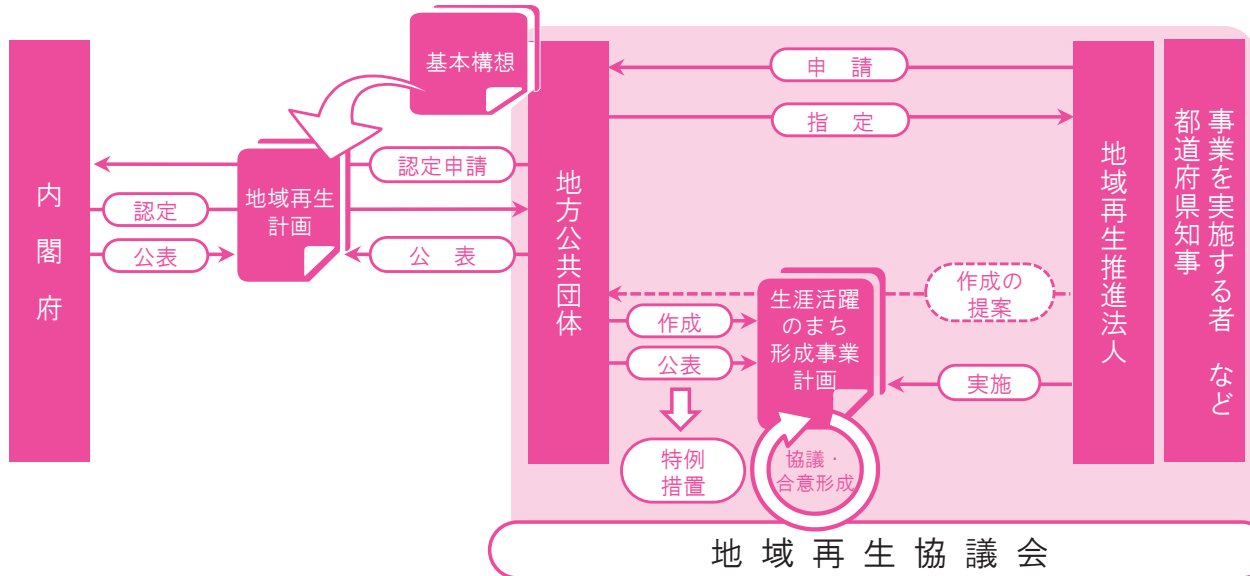 内閣府
基本構想
地域再生
計画
認定申請
認定
公表
公表
地方公共団体
申請
指定
作成の
提案
作成
公表
生涯活躍
のまち
形成事業
計画
実施
特例
措置
協議・
合意形成
地域再生推進法人
事業を実施する者 など
都道府県知事
地域再生協議会